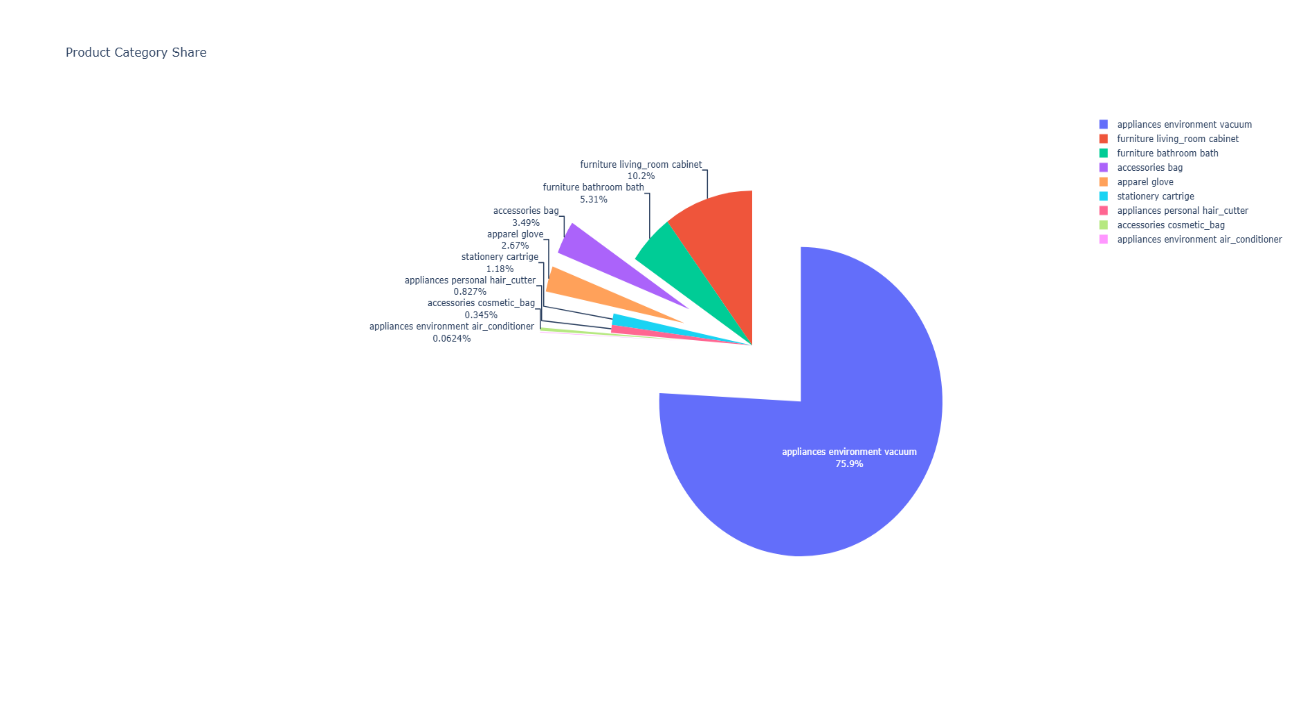 Product Category Share
furniture living_room cabinet
10.2%
furniture bathroom bath
5.31%
accessories bag
3.49%
apparel glove
2.67%
stationery cartrige
1.18%
appliances personal hair_cutter
0.827%
accessories cosmetic_bag
0.345%
appliances environment air_conditioner
0.0624%
appliances environment vacuum
75.9%
appliances environment vacuum
furniture living_room cabinet
furniture bathroom bath
accessories bag
apparel glove
stationery cartrige
appliances personal hair_cutter
accessories cosmetic_bag
appliances environment air_conditioner